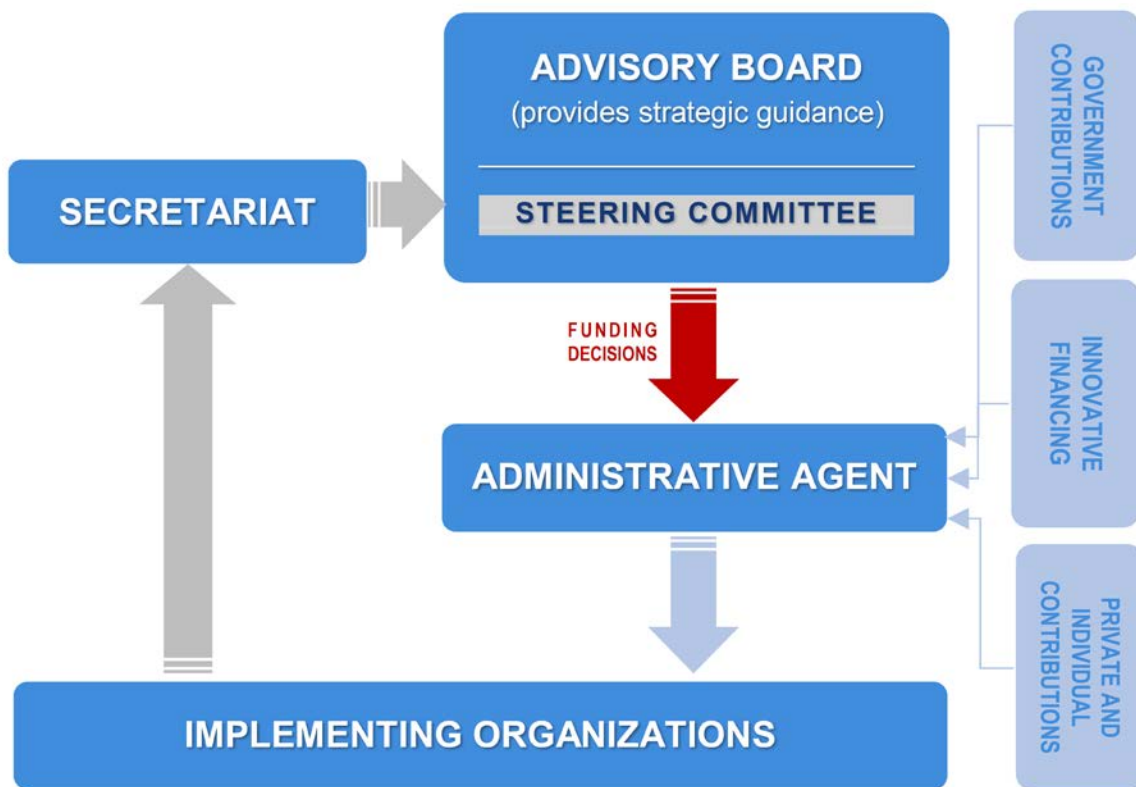 ADVISORY BOARD
(provides strategic guidance)
STEERING COMMITTEE
SECRETARIAT
FUNDING
DECISIONS
ADMINISTRATIVE AGENT
IMPLEMENTING ORGANIZATIONS
GOVERNMENT
CONTRIBUTIONS
INNOVATIVE
FINANCING
PRIVATE AND
INDIVIDUAL
CONTRIBUTIONS